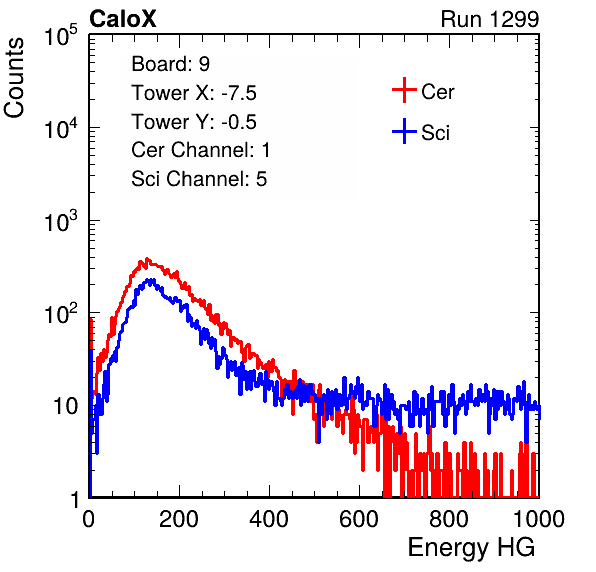 CaloX Run 1299
Counts
10^5
10^4
10^3
10^2
10
1
Board: 9
Tower X: -7.5
Tower Y: -0.5
Cer Channel: 1
Sci Channel: 5
Cer
Sci
0 200 400 600 800 1000
Energy HG